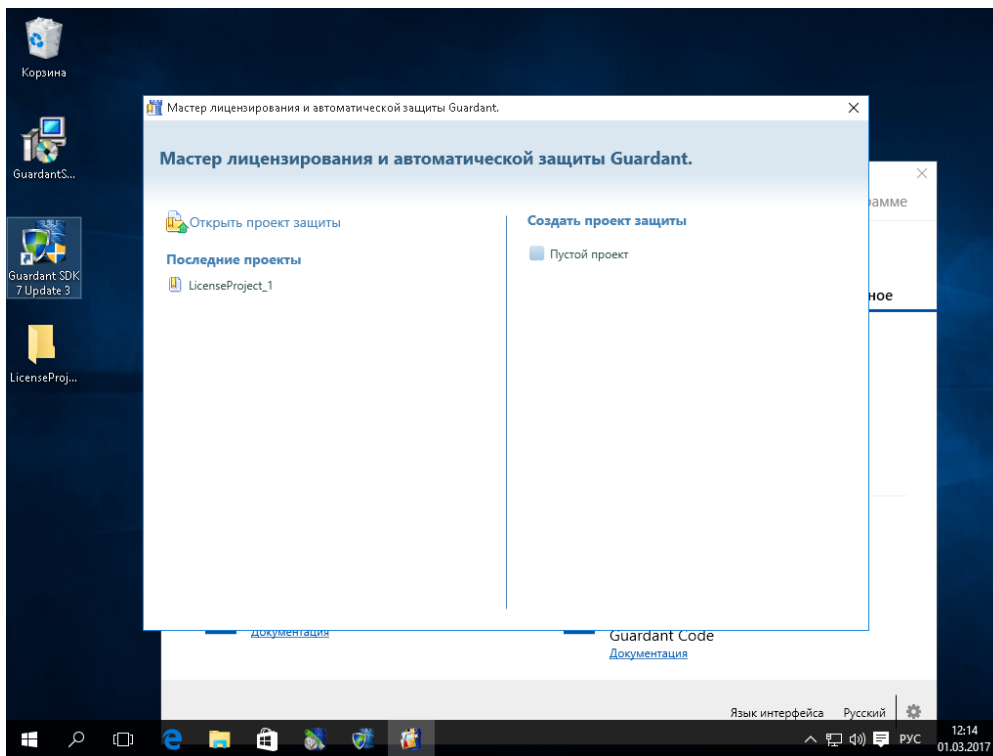 Корзина
GuardantS...
Guardant SDK
7 Update 3
LicenseProj...
Мастер лицензирования и автоматической защиты Guardant.
Мастер лицензирования и автоматической защиты Guardant.
Открыть проект защиты
Последние проекты
LicenseProject_1
Создать проект защиты
Пустой проект
Документация
Guardant Code
Документация
Язык интерфейса Русский
РУС
12:14
01.03.2017